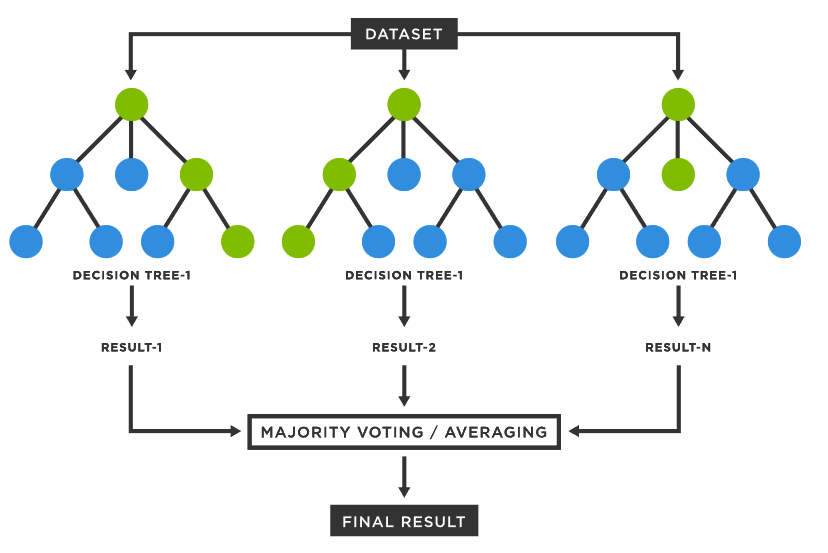 DATASET
DECISION TREE-1
DECISION TREE-1
DECISION TREE-1
RESULT-1
RESULT-2
RESULT-N
MAJORITY VOTING / AVERAGING
FINAL RESULT